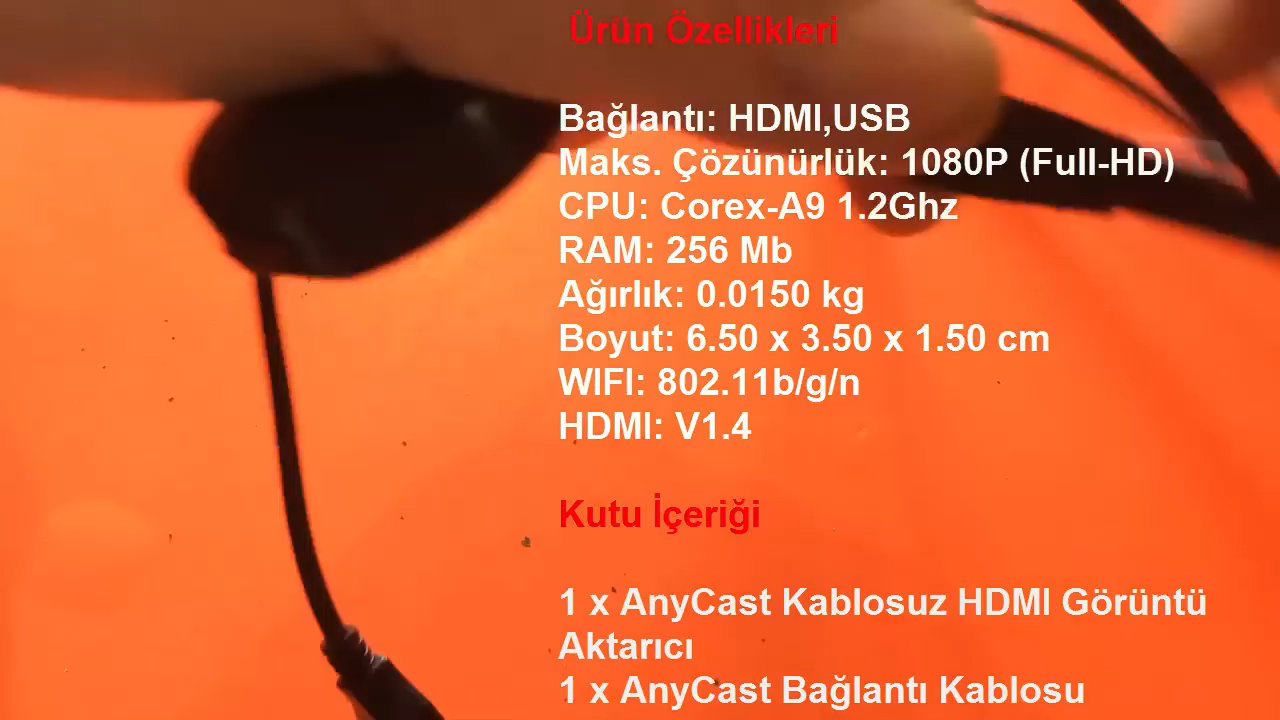 Ürün Özellikleri
Bağlantı: HDMI,USB
Maks. Çözünürlük: 1080P (Full-HD)
CPU: Corex-A9 1.2Ghz
RAM: 256 Mb
Ağırlık: 0.0150 kg
Boyut: 6.50 x 3.50 x 1.50 cm
WIFI: 802.11b/g/n
HDMI: V1.4
Kutu İçeriği
1 x AnyCast Kablosuz HDMI Görüntü
Aktarıcı
1 x AnyCast Bağlantı Kablosu